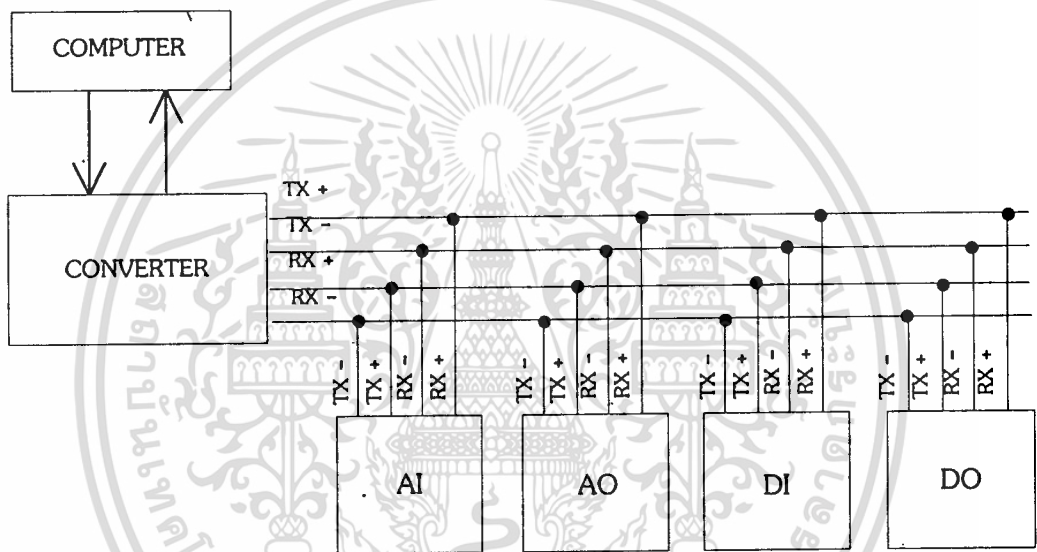 COMPUTER
CONVERTER
TX +
TX -
RX +
RX -
TX -
TX +
RX -
RX +
TX -
TX +
RX -
RX +
TX -
TX +
RX -
RX +
TX -
TX +
RX -
RX +
AI
AO
DI
DO